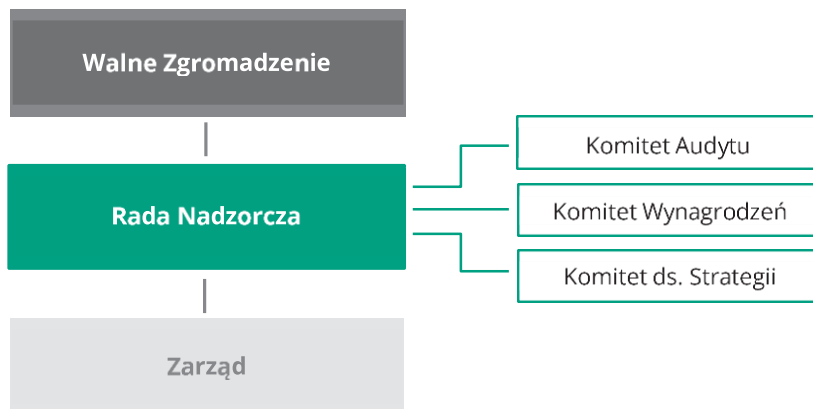 Walne Zgromadzenie
Rada Nadzorcza
Komitet Audytu
Komitet Wynagrodzeń
Komitet ds. Strategii
Zarząd